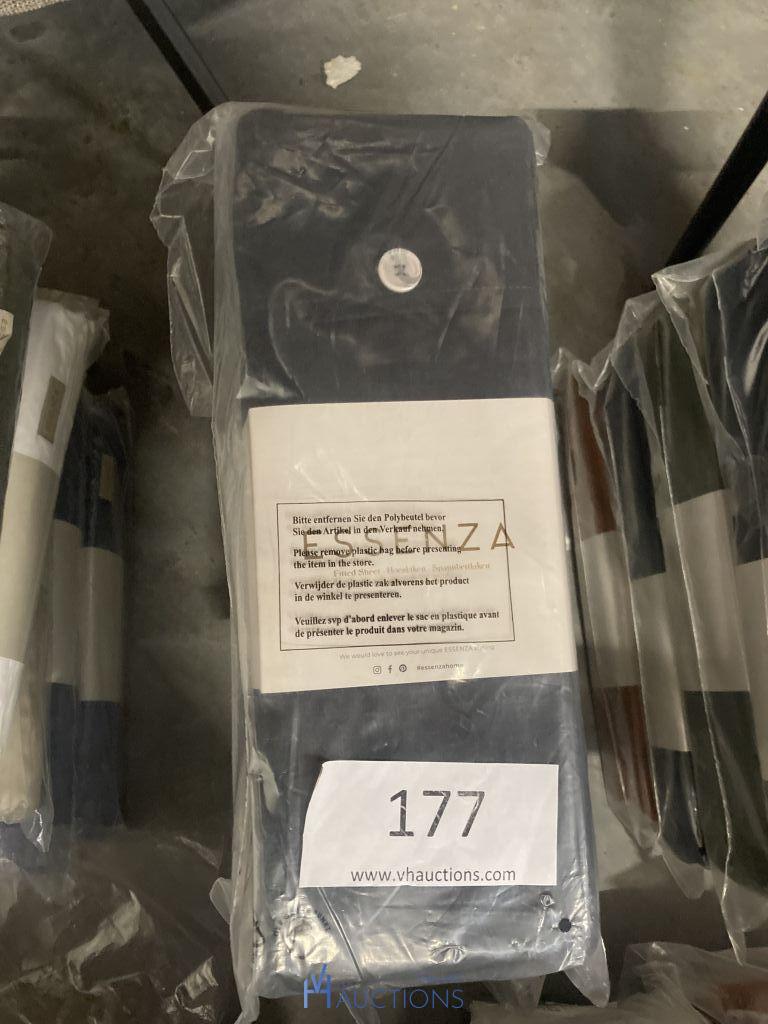 Bitte entfernen Sie den Polybeutel bevor
Sie den Artikel in den Verkauf nehmen.
ESSENZA
Please remove plastic bag before presenting
the item in the store.
Fitted Sheet - Hoeslaken - Spannbettlaken
Verwijder de plastic zak alvorens het product
in de winkel te presenteren.
Veuillez svp d'abord enlever le sac en plastique avant
de présenter le produit dans votre magazin.
We would love to see your unique ESSENZA styling
#essenzahome
177
www.vhauctions.com
VH AUCTIONS